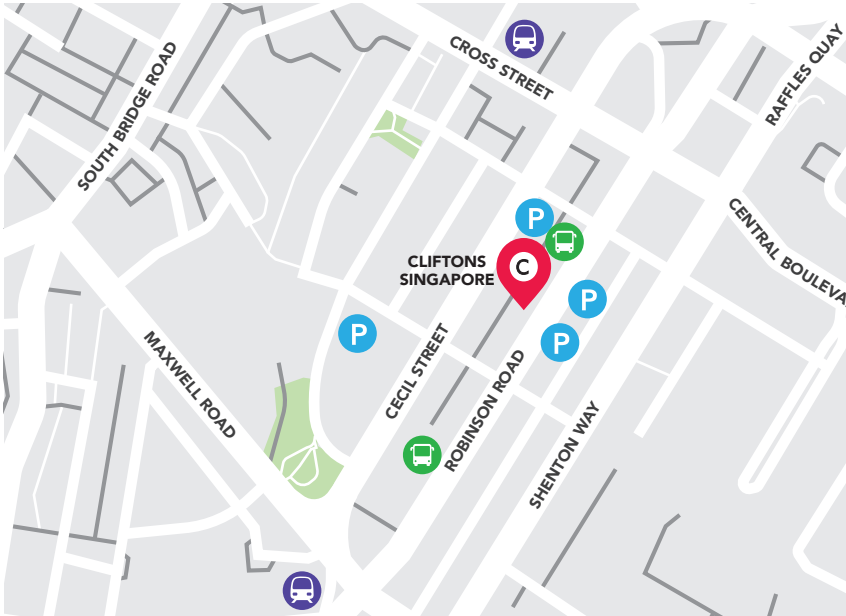 CROSS STREET
RAFFLES QUAY
SOUTH BRIDGE ROAD
P
CENTRAL BOULEVA
CLIFTONS
SINGAPORE
C
P
P
P
MAXWELL ROAD
CECIL STREET
ROBINSON ROAD
SHENTON WAY